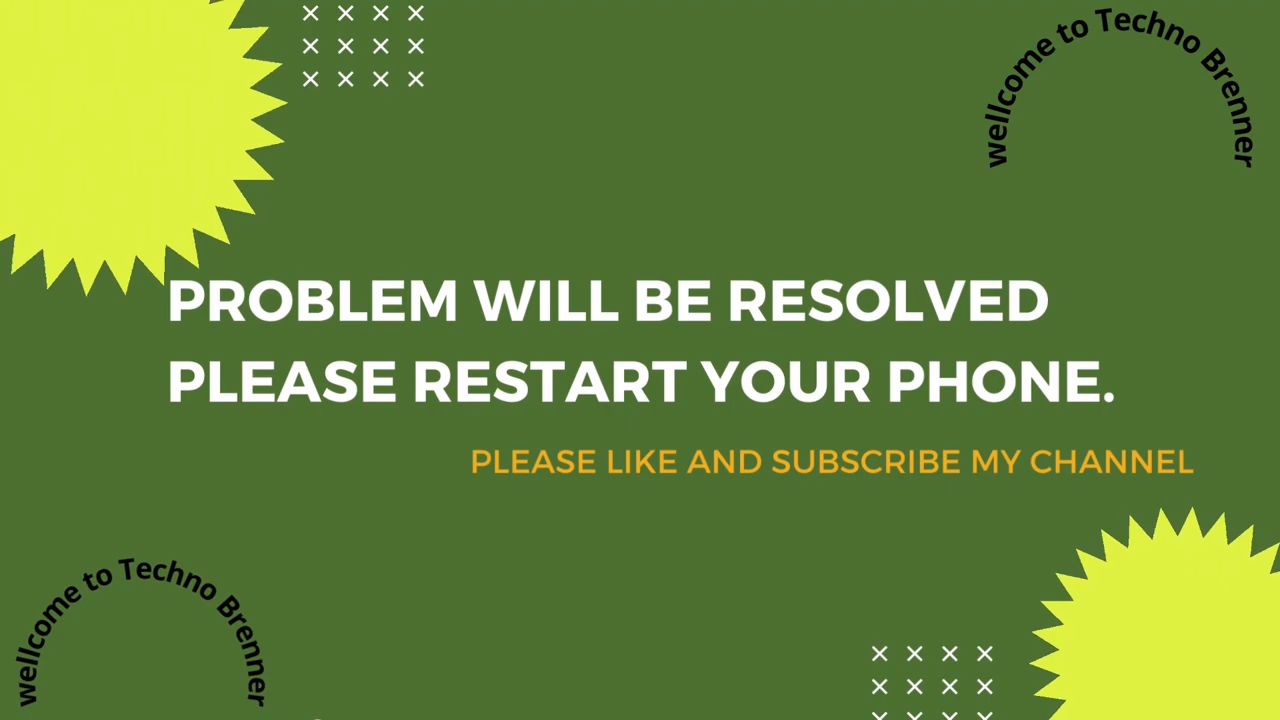 wellcome to Techno Brenner
PROBLEM WILL BE RESOLVED
PLEASE RESTART YOUR PHONE.
PLEASE LIKE AND SUBSCRIBE MY CHANNEL
wellcome to Techno Brenner